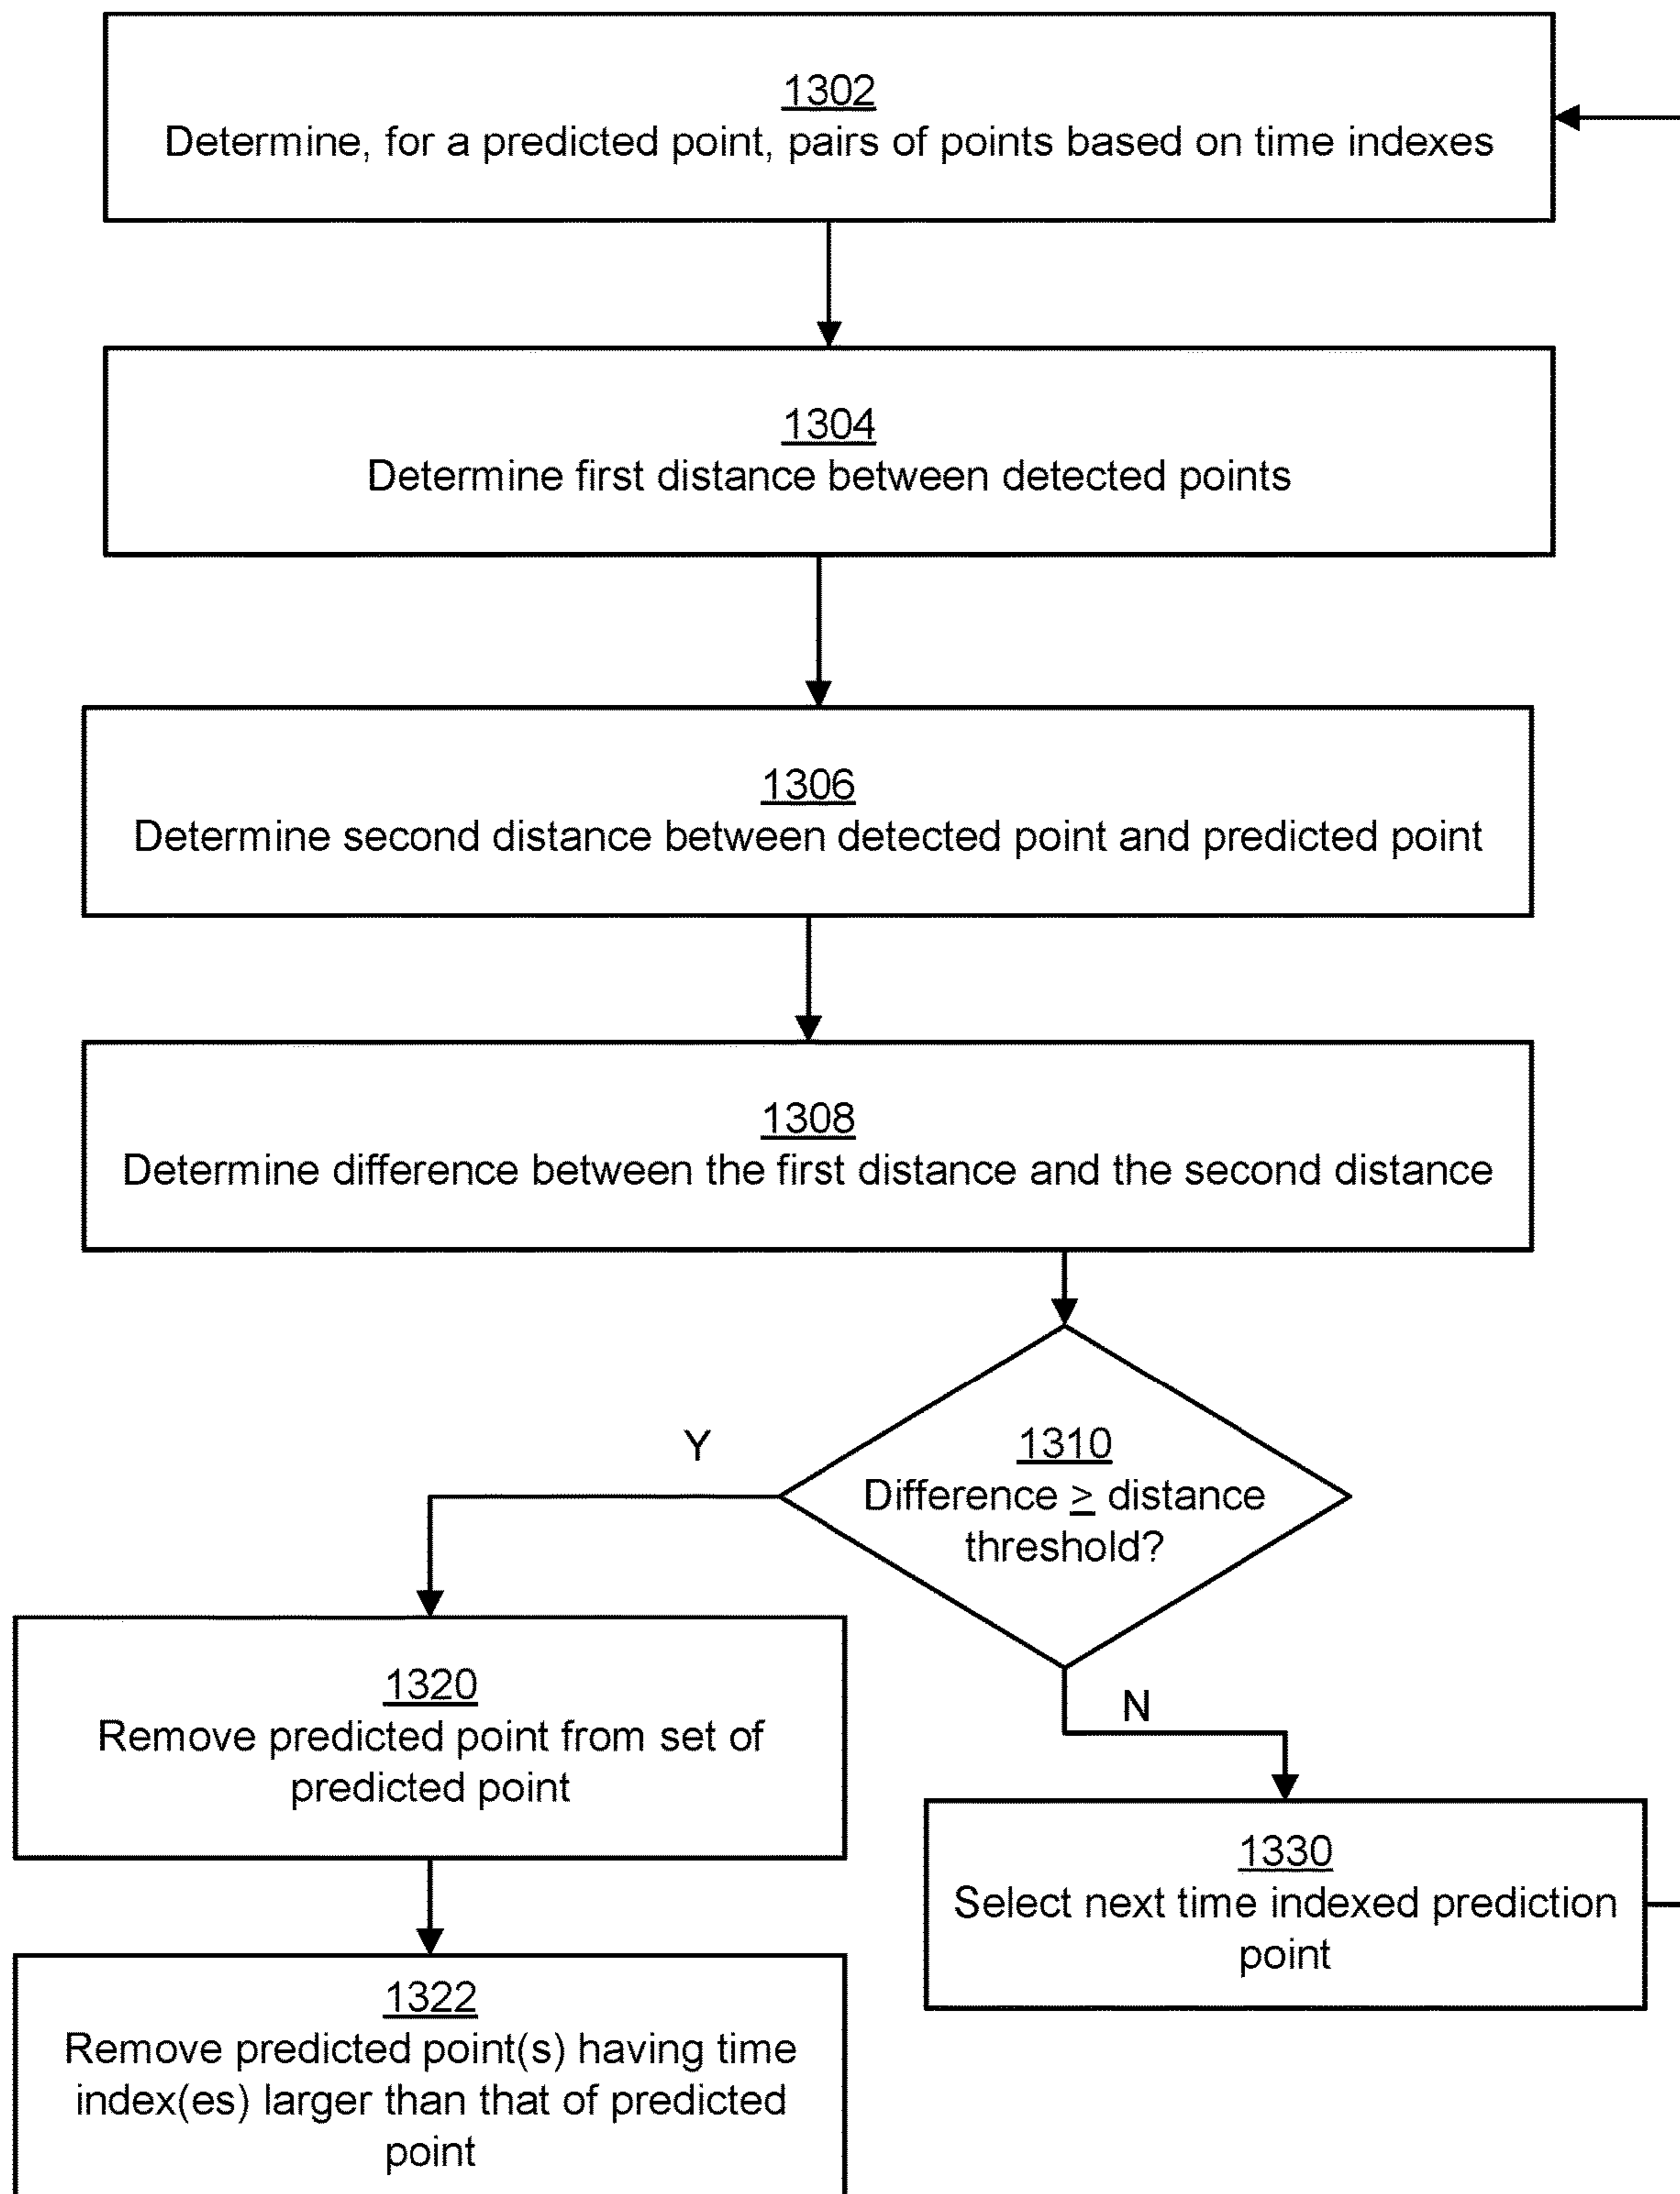 1302
Determine, for a predicted point, pairs of points based on time indexes
1304
Determine first distance between detected points
1306
Determine second distance between detected point and predicted point
1308
Determine difference between the first distance and the second distance
1310
Difference ≥ distance
threshold?
Y
N
1320
Remove predicted point from set of
predicted point
1330
Select next time indexed prediction
point
1322
Remove predicted point(s) having time
index(es) larger than that of predicted
point